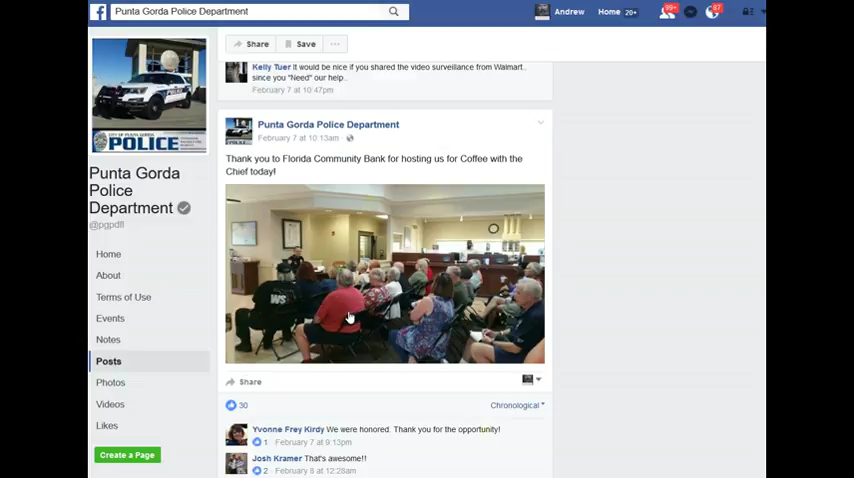 Punta Gorda Police Department
Andrew
Home 20+
99+
87
Share
Save
Kelly Tuer It would be nice if you shared the video surveillance from Walmart..
since you "Need" our help..
February 7 at 10:47pm
CITY OF PUNTA GORDA
POLICE
Punta Gorda
Police
Department
@pgpdfl
Home
About
Terms of Use
Events
Notes
Posts
Photos
Videos
Likes
Create a Page
Punta Gorda Police Department
February 7 at 10:13am
Thank you to Florida Community Bank for hosting us for Coffee with the
Chief today!
WS
Share
30
Chronological
Yvonne Frey Kirdy We were honored. Thank you for the opportunity!
1 February 7 at 9:13pm
Josh Kramer That's awesome!!
2 February 8 at 12:28am